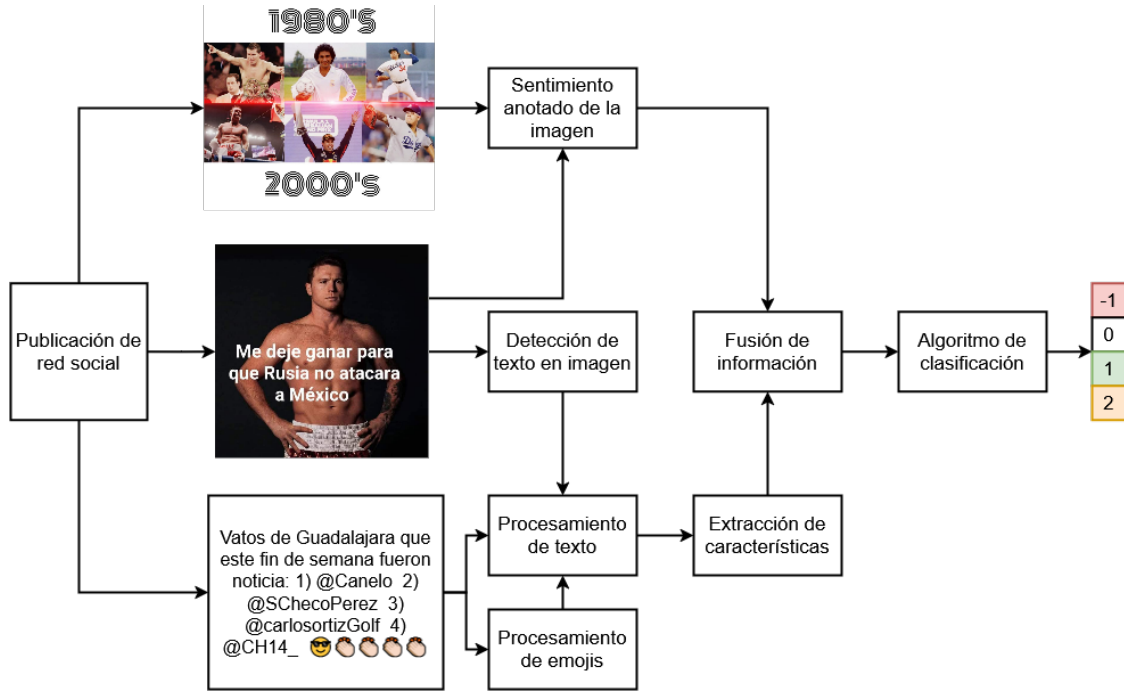 1980'S
2000'S
Sentimiento
anotado de la
imagen
Publicación de
red social
Me deje ganar para
que Rusia no atacara
a México
Detección de
texto en imagen
Fusión de
información
Algoritmo de
clasificación
-1
0
1
2
Vatos de Guadalajara que
este fin de semana fueron
noticia: 1) @Canelo 2)
@SChecoPerez 3)
@carlosortizGolf 4)
@CH14_ 😎👏🏻👏🏻👏🏻👏🏻
Procesamiento
de texto
Extracción de
características
Procesamiento
de emojis